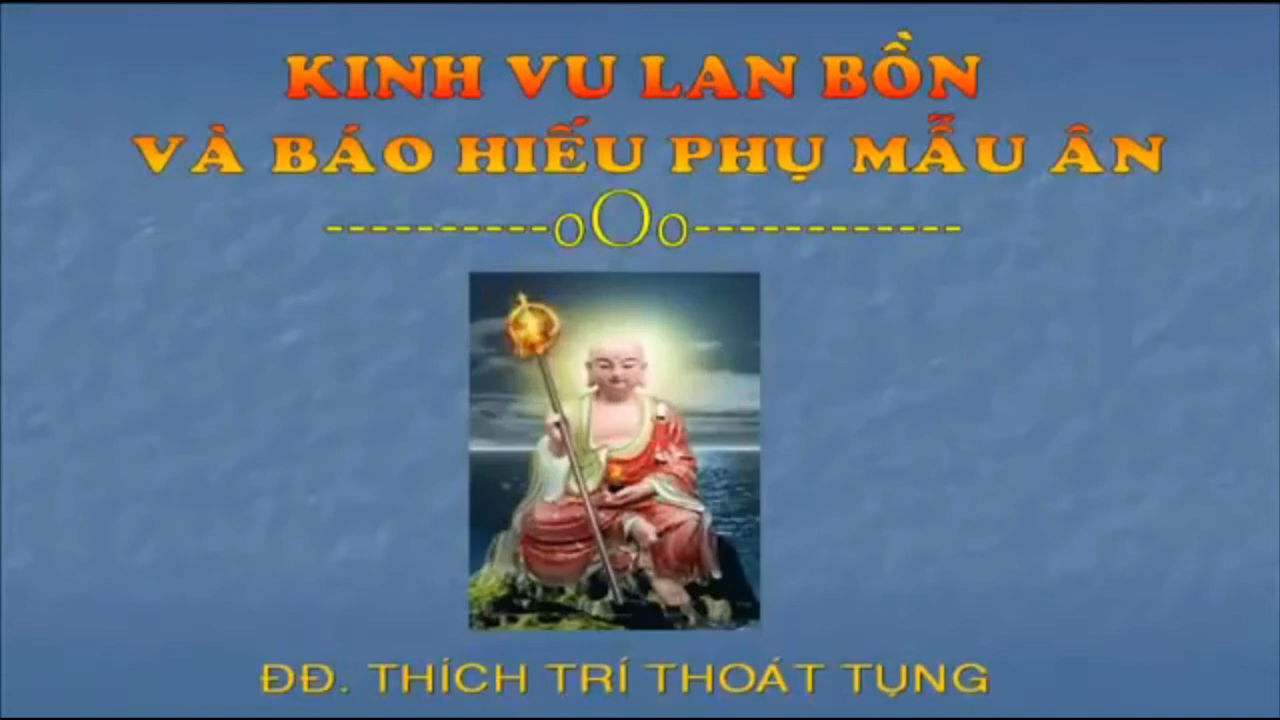 KINH VU LAN BỒN
VÀ BÁO HIẾU PHỤ MẪU ÂN
----------oOo------------
ĐĐ. THÍCH TRÍ THOÁT TỤNG